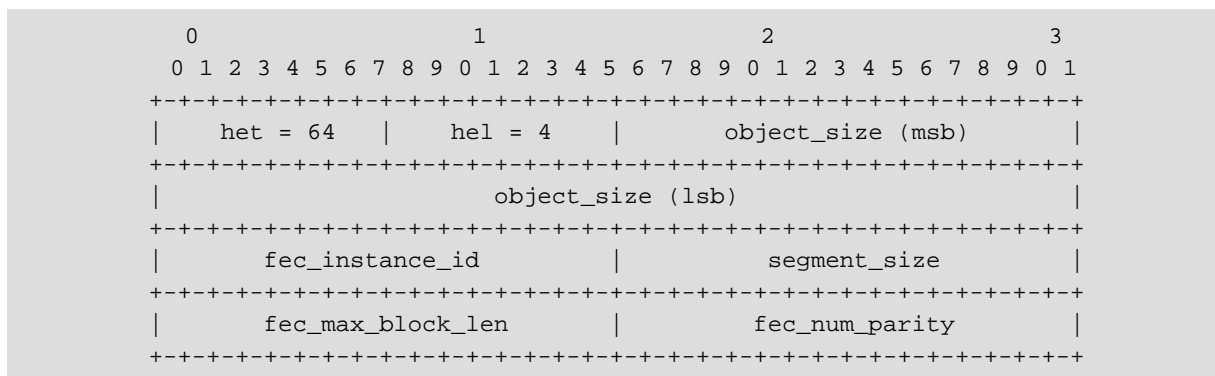 0                   1                   2                   3
0 1 2 3 4 5 6 7 8 9 0 1 2 3 4 5 6 7 8 9 0 1 2 3 4 5 6 7 8 9 0 1
+-+-+-+-+-+-+-+-+-+-+-+-+-+-+-+-+-+-+-+-+-+-+-+-+-+-+-+-+-+-+-+-+
|    het = 64   |    hel = 4    |       object_size (msb)       |
+-+-+-+-+-+-+-+-+-+-+-+-+-+-+-+-+-+-+-+-+-+-+-+-+-+-+-+-+-+-+-+-+
|                       object_size (lsb)                       |
+-+-+-+-+-+-+-+-+-+-+-+-+-+-+-+-+-+-+-+-+-+-+-+-+-+-+-+-+-+-+-+-+
|       fec_instance_id         |          segment_size         |
+-+-+-+-+-+-+-+-+-+-+-+-+-+-+-+-+-+-+-+-+-+-+-+-+-+-+-+-+-+-+-+-+
|       fec_max_block_len       |         fec_num_parity        |
+-+-+-+-+-+-+-+-+-+-+-+-+-+-+-+-+-+-+-+-+-+-+-+-+-+-+-+-+-+-+-+-+